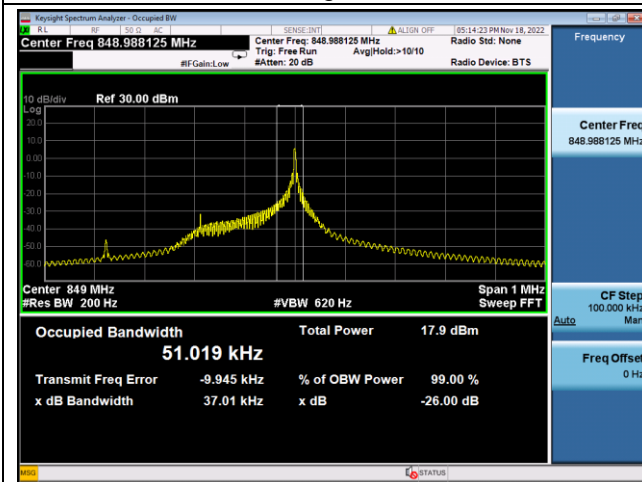 Keysight Spectrum Analyzer - Occupied BW
RL RF 50 Ω AC SENSE:INT ALIGN OFF 05:14:23 PM Nov 18, 2022
Center Freq 848.988125 MHz Center Freq: 848.988125 MHz Radio Std: None
Trig: Free Run Avg|Hold:>10/10
#IFGain:Low #Atten: 20 dB Radio Device: BTS
10 dB/div Ref 30.00 dBm
Log
20.0
10.0
0.00
-10.0
-20.0
-30.0
-40.0
-50.0
-60.0
Center 849 MHz Span 1 MHz
#Res BW 200 Hz #VBW 620 Hz Sweep FFT
Occupied Bandwidth Total Power 17.9 dBm
51.019 kHz
Transmit Freq Error -9.945 kHz % of OBW Power 99.00 %
x dB Bandwidth 37.01 kHz x dB -26.00 dB
MSG STATUS
Frequency
Center Freq
848.988125 MHz
CF Step
100.000 kHz
Auto Man
Freq Offset
0 Hz